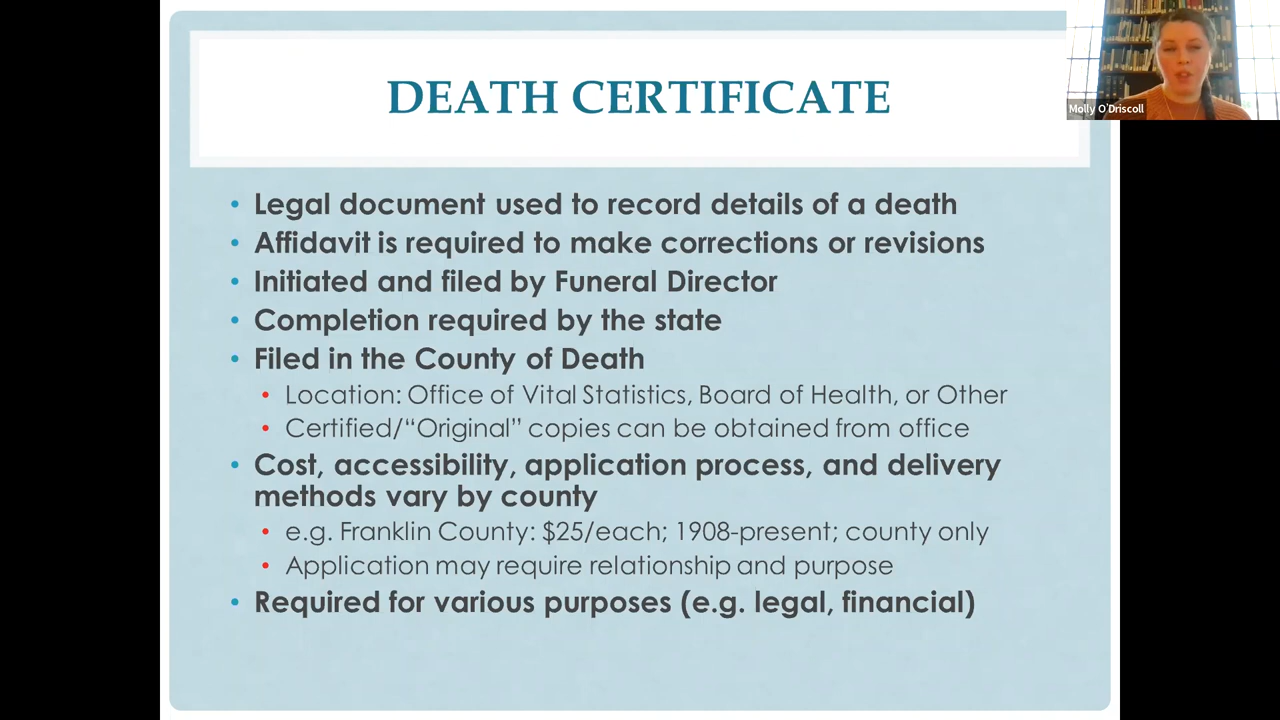 DEATH CERTIFICATE
Molly O'Driscoll
• Legal document used to record details of a death
• Affidavit is required to make corrections or revisions
• Initiated and filed by Funeral Director
• Completion required by the state
• Filed in the County of Death
• Location: Office of Vital Statistics, Board of Health, or Other
• Certified/“Original” copies can be obtained from office
• Cost, accessibility, application process, and delivery
methods vary by county
• e.g. Franklin County: $25/each; 1908-present; county only
• Application may require relationship and purpose
• Required for various purposes (e.g. legal, financial)